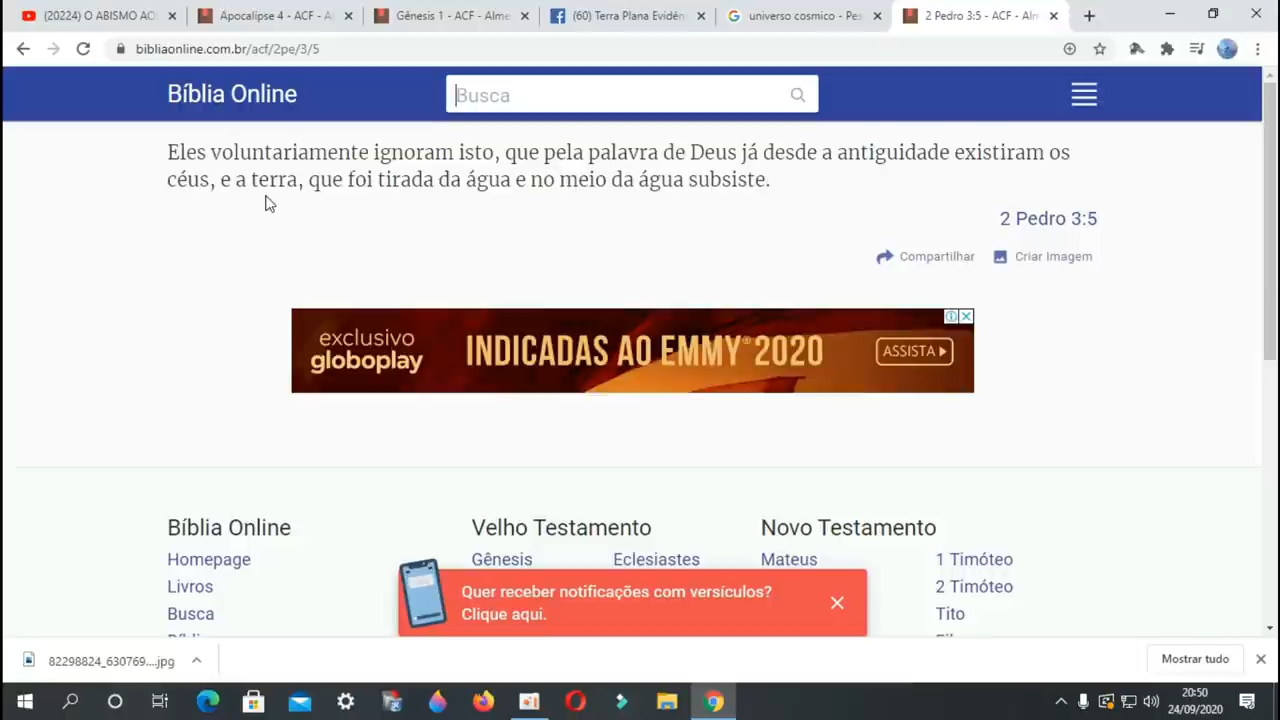 (20224) O ABISMO AO
Apocalipse 4 - ACF - Alme
Gênesis 1 - ACF - Alme
(60) Terra Plana Evidên
universo cosmico - Pes
2 Pedro 3:5 - ACF - Alm
bibliaonline.com.br/acf/2pe/3/5
Bíblia Online
Busca
Eles voluntariamente ignoram isto, que pela palavra de Deus já desde a antiguidade existiram os
céus, e a terra, que foi tirada da água e no meio da água subsiste.
2 Pedro 3:5
Compartilhar
Criar Imagem
exclusivo
globoplay
INDICADAS AO EMMY® 2020
ASSISTA
Bíblia Online
Velho Testamento
Novo Testamento
Homepage
Gênesis
Eclesiastes
Mateus
1 Timóteo
Livros
2 Timóteo
Busca
Tito
Quer receber notificações com versículos?
Clique aqui.
82298824_630769....jpg
Mostrar tudo
20:50
24/09/2020